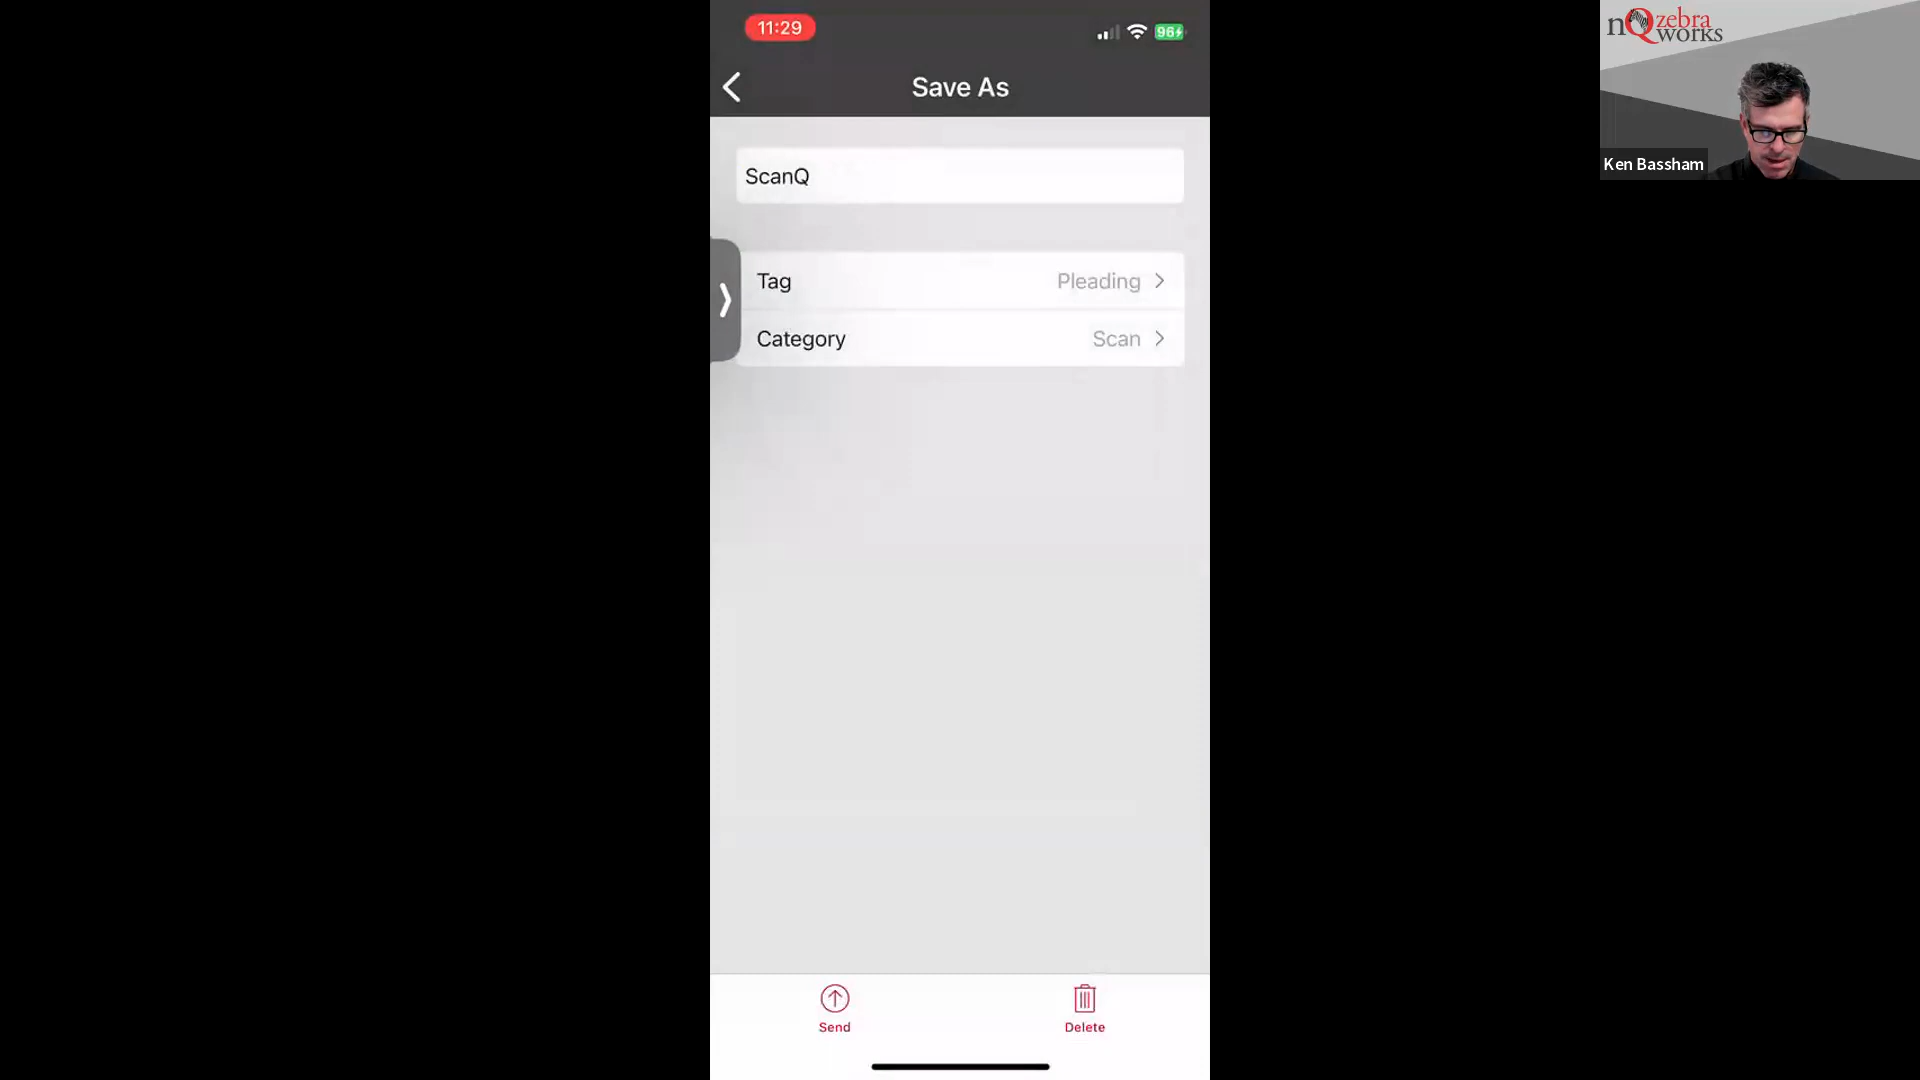 11:29
96
Save As
ScanQ
Tag Pleading
Category Scan
Send Delete
nQ zebra
works
Ken Bassham